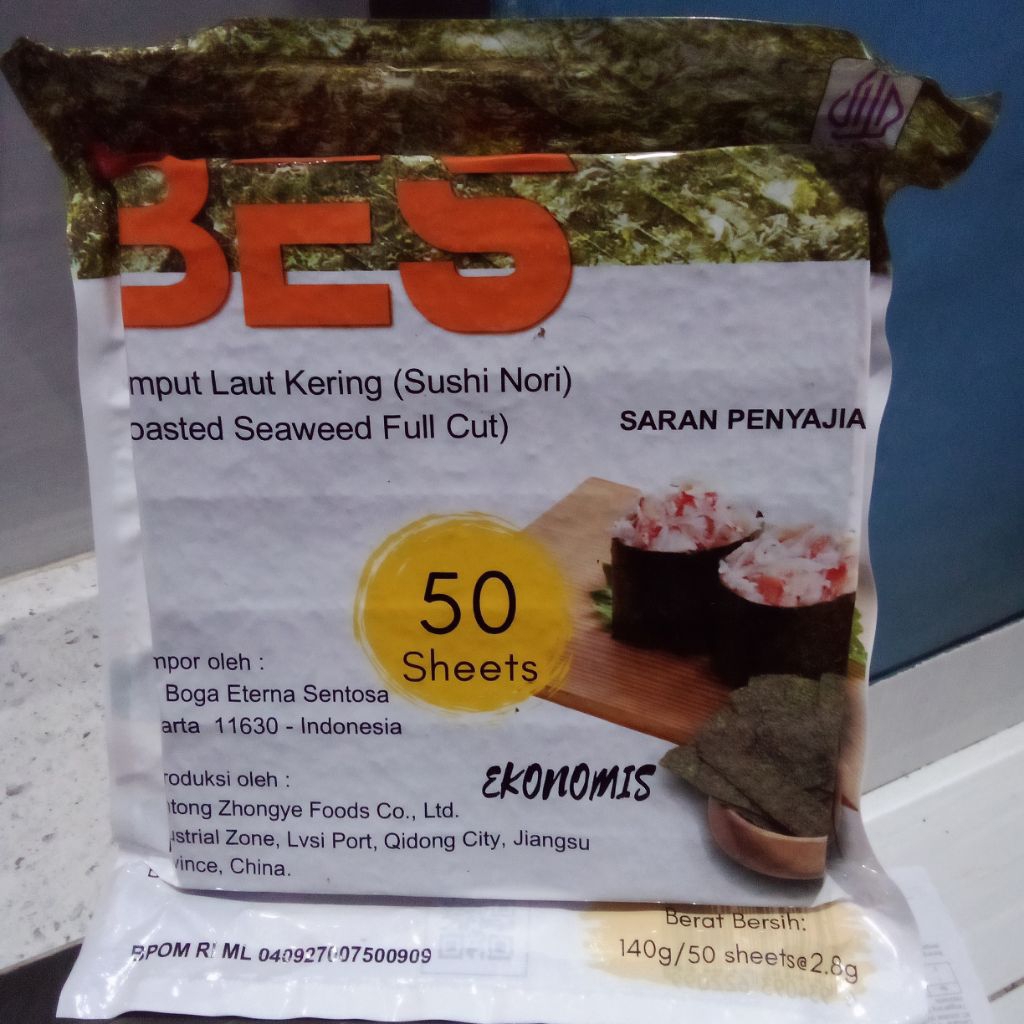 BES
mput Laut Kering (Sushi Nori)
oasted Seaweed Full Cut)
SARAN PENYAJIA
50
Sheets
mpor oleh :
Boga Eterna Sentosa
arta 11630 - Indonesia
EKONOMIS
roduksi oleh :
ntong Zhongye Foods Co., Ltd.
ustrial Zone, Lvsi Port, Qidong City, Jiangsu
vince, China.
Berat Bersih:
140g/50 sheets@2.8g
BPOM RI ML 040927007500909